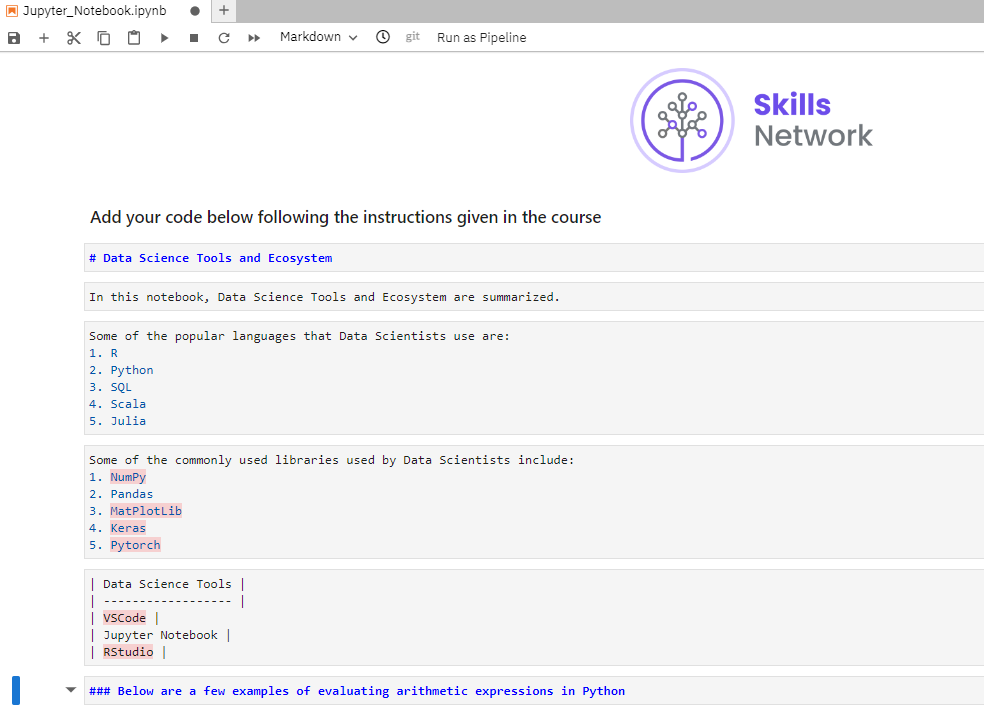 Jupyter_Notebook.ipynb
Markdown git Run as Pipeline
Skills
Network
Add your code below following the instructions given in the course
# Data Science Tools and Ecosystem
In this notebook, Data Science Tools and Ecosystem are summarized.
Some of the popular languages that Data Scientists use are:
1. R
2. Python
3. SQL
4. Scala
5. Julia
Some of the commonly used libraries used by Data Scientists include:
1. NumPy
2. Pandas
3. MatPlotLib
4. Keras
5. Pytorch
| Data Science Tools |
| ------------------ |
| VSCode |
| Jupyter Notebook |
| RStudio |
### Below are a few examples of evaluating arithmetic expressions in Python